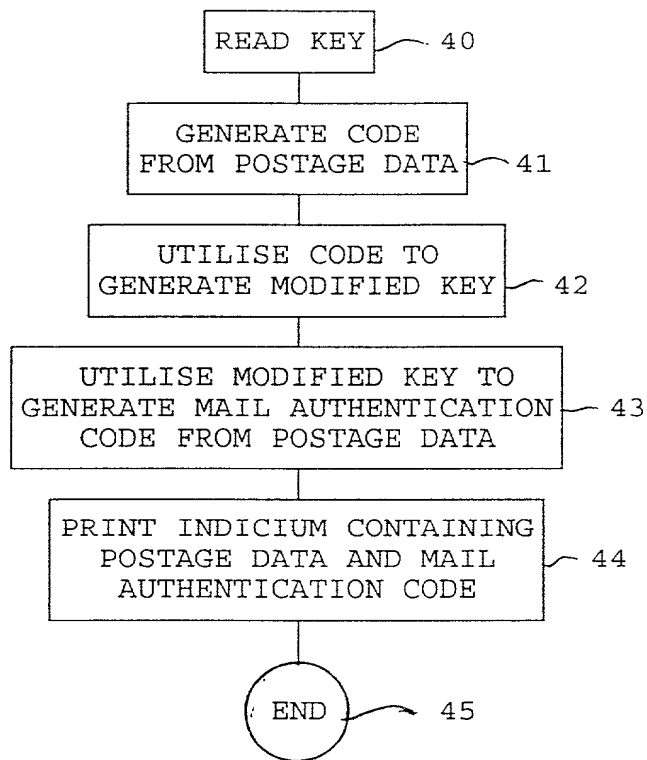 READ KEY 40
GENERATE CODE
FROM POSTAGE DATA 41
UTILISE CODE TO
GENERATE MODIFIED KEY 42
UTILISE MODIFIED KEY TO
GENERATE MAIL AUTHENTICATION 43
CODE FROM POSTAGE DATA
PRINT INDICIUM CONTAINING
POSTAGE DATA AND MAIL 44
AUTHENTICATION CODE
END 45